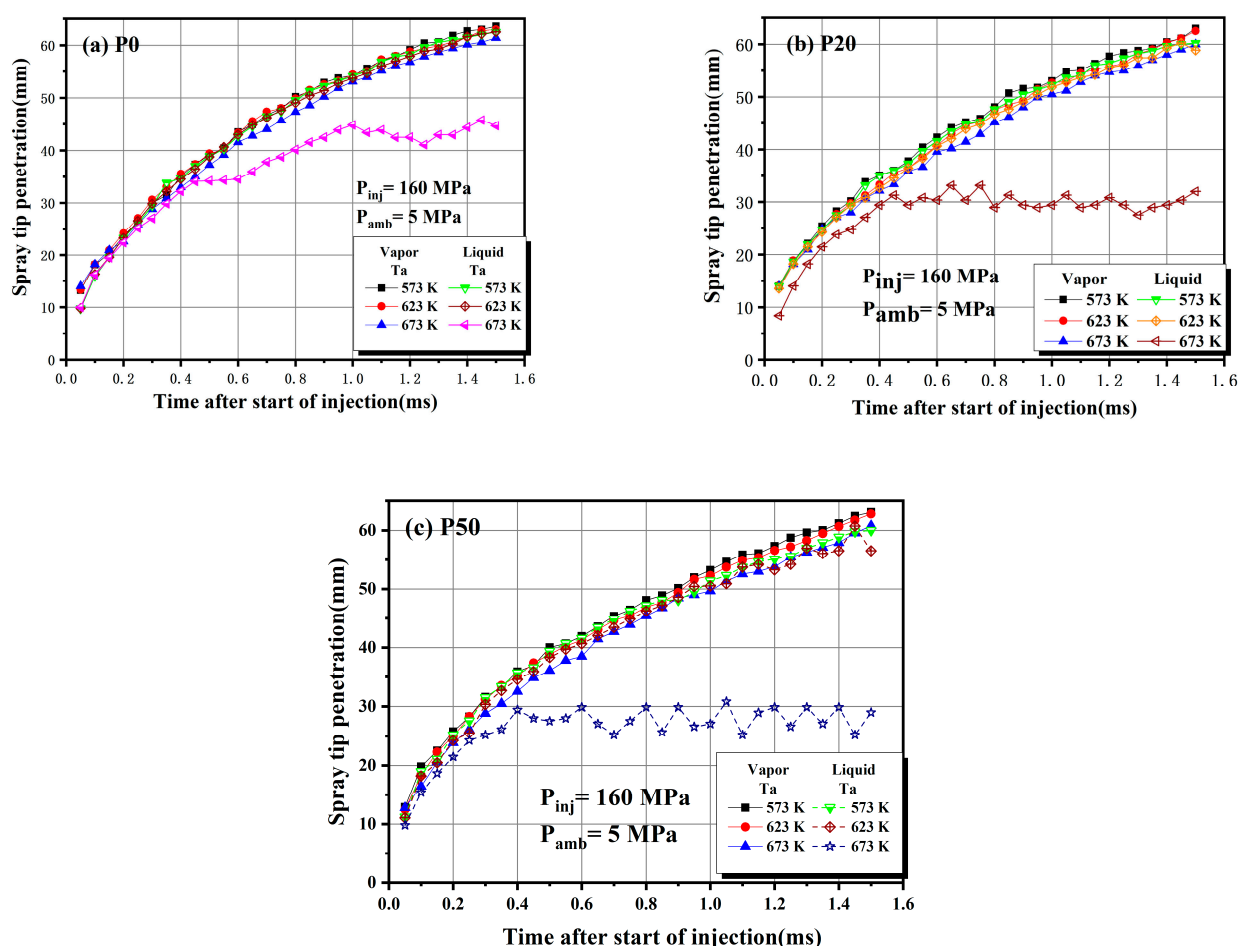 (a) P0
Spray tip penetration(mm)
60
50
40
30
20
10
0
Pinj= 160 MPa
Pamb= 5 MPa
Vapor Liquid
Ta Ta
573 K 573 K
623 K 623 K
673 K 673 K
0.0 0.2 0.4 0.6 0.8 1.0 1.2 1.4 1.6
Time after start of injection(ms)
(b) P20
Spray tip penetration(mm)
60
50
40
30
20
10
0
Pinj= 160 MPa
Pamb= 5 MPa
Vapor Liquid
573 K 573 K
623 K 623 K
673 K 673 K
0.0 0.2 0.4 0.6 0.8 1.0 1.2 1.4 1.6
Time after start of injection(ms)
(c) P50
Spray tip penetration(mm)
60
50
40
30
20
10
0
Pinj= 160 MPa
Pamb= 5 MPa
Vapor Liquid
Ta Ta
573 K 573 K
623 K 623 K
673 K 673 K
0.0 0.2 0.4 0.6 0.8 1.0 1.2 1.4 1.6
Time after start of injection(ms)